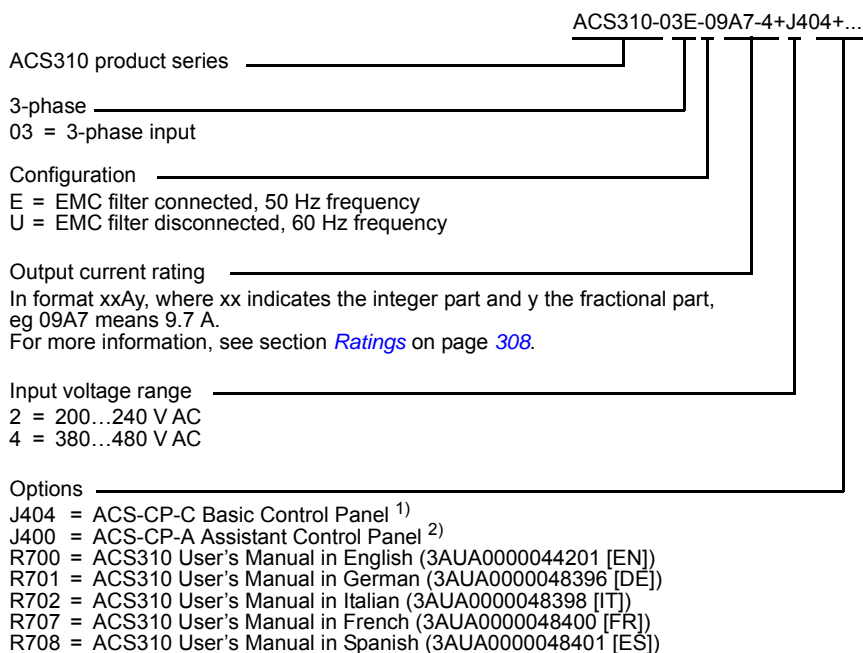 ACS310-03E-09A7-4+J404+...
ACS310 product series
3-phase
03 = 3-phase input
Configuration
E = EMC filter connected, 50 Hz frequency
U = EMC filter disconnected, 60 Hz frequency
Output current rating
In format xxAy, where xx indicates the integer part and y the fractional part,
eg 09A7 means 9.7 A.
For more information, see section Ratings on page 308.
Input voltage range
2 = 200…240 V AC
4 = 380…480 V AC
Options
J404 = ACS-CP-C Basic Control Panel 1)
J400 = ACS-CP-A Assistant Control Panel 2)
R700 = ACS310 User's Manual in English (3AUA0000044201 [EN])
R701 = ACS310 User's Manual in German (3AUA0000048396 [DE])
R702 = ACS310 User's Manual in Italian (3AUA0000048398 [IT])
R707 = ACS310 User's Manual in French (3AUA0000048400 [FR])
R708 = ACS310 User's Manual in Spanish (3AUA0000048401 [ES])